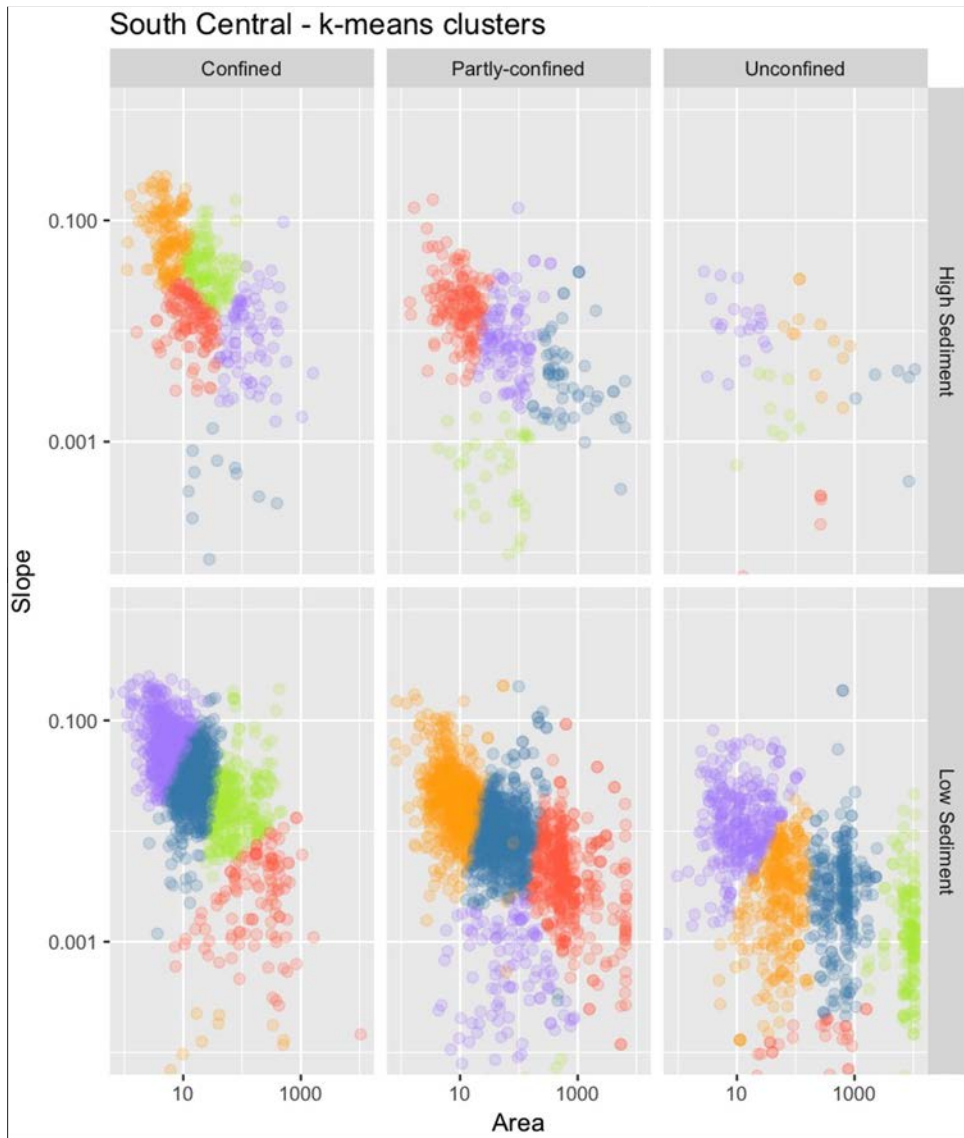 South Central - k-means clusters
Confined Partly-confined Unconfined
0.100
0.001
High Sediment
Slope
0.100
0.001
Low Sediment
10 1000 10 1000 10 1000
Area